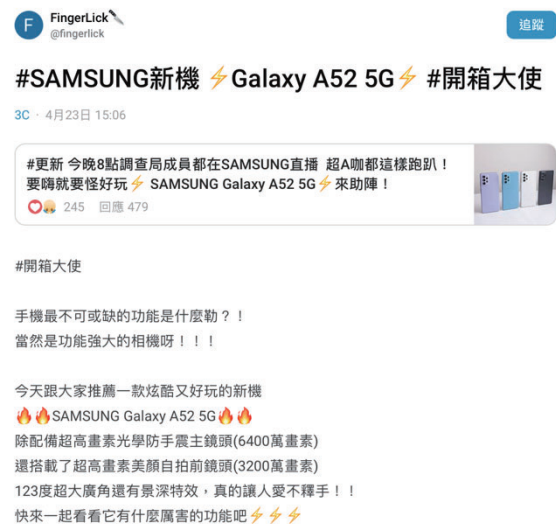 F
FingerLick🔪
@fingerlick
追蹤
#SAMSUNG新機 ⚡Galaxy A52 5G⚡ #開箱大使
3C · 4月23日 15:06
#更新 今晚8點調查局成員都在SAMSUNG直播 超A咖都這樣跑趴！
要嗨就要怪好玩⚡ SAMSUNG Galaxy A52 5G⚡來助陣！
245 回應 479
#開箱大使
手機最不可或缺的功能是什麼勒？！
當然是功能強大的相機呀！！！
今天跟大家推薦一款炫酷又好玩的新機
🔥🔥SAMSUNG Galaxy A52 5G🔥🔥
除配備超高畫素光學防手震主鏡頭(6400萬畫素)
還搭載了超高畫素美顏自拍前鏡頭(3200萬畫素)
123度超大廣角還有景深特效，真的讓人愛不釋手！！
快來一起看看它有什麼厲害的功能吧⚡⚡⚡